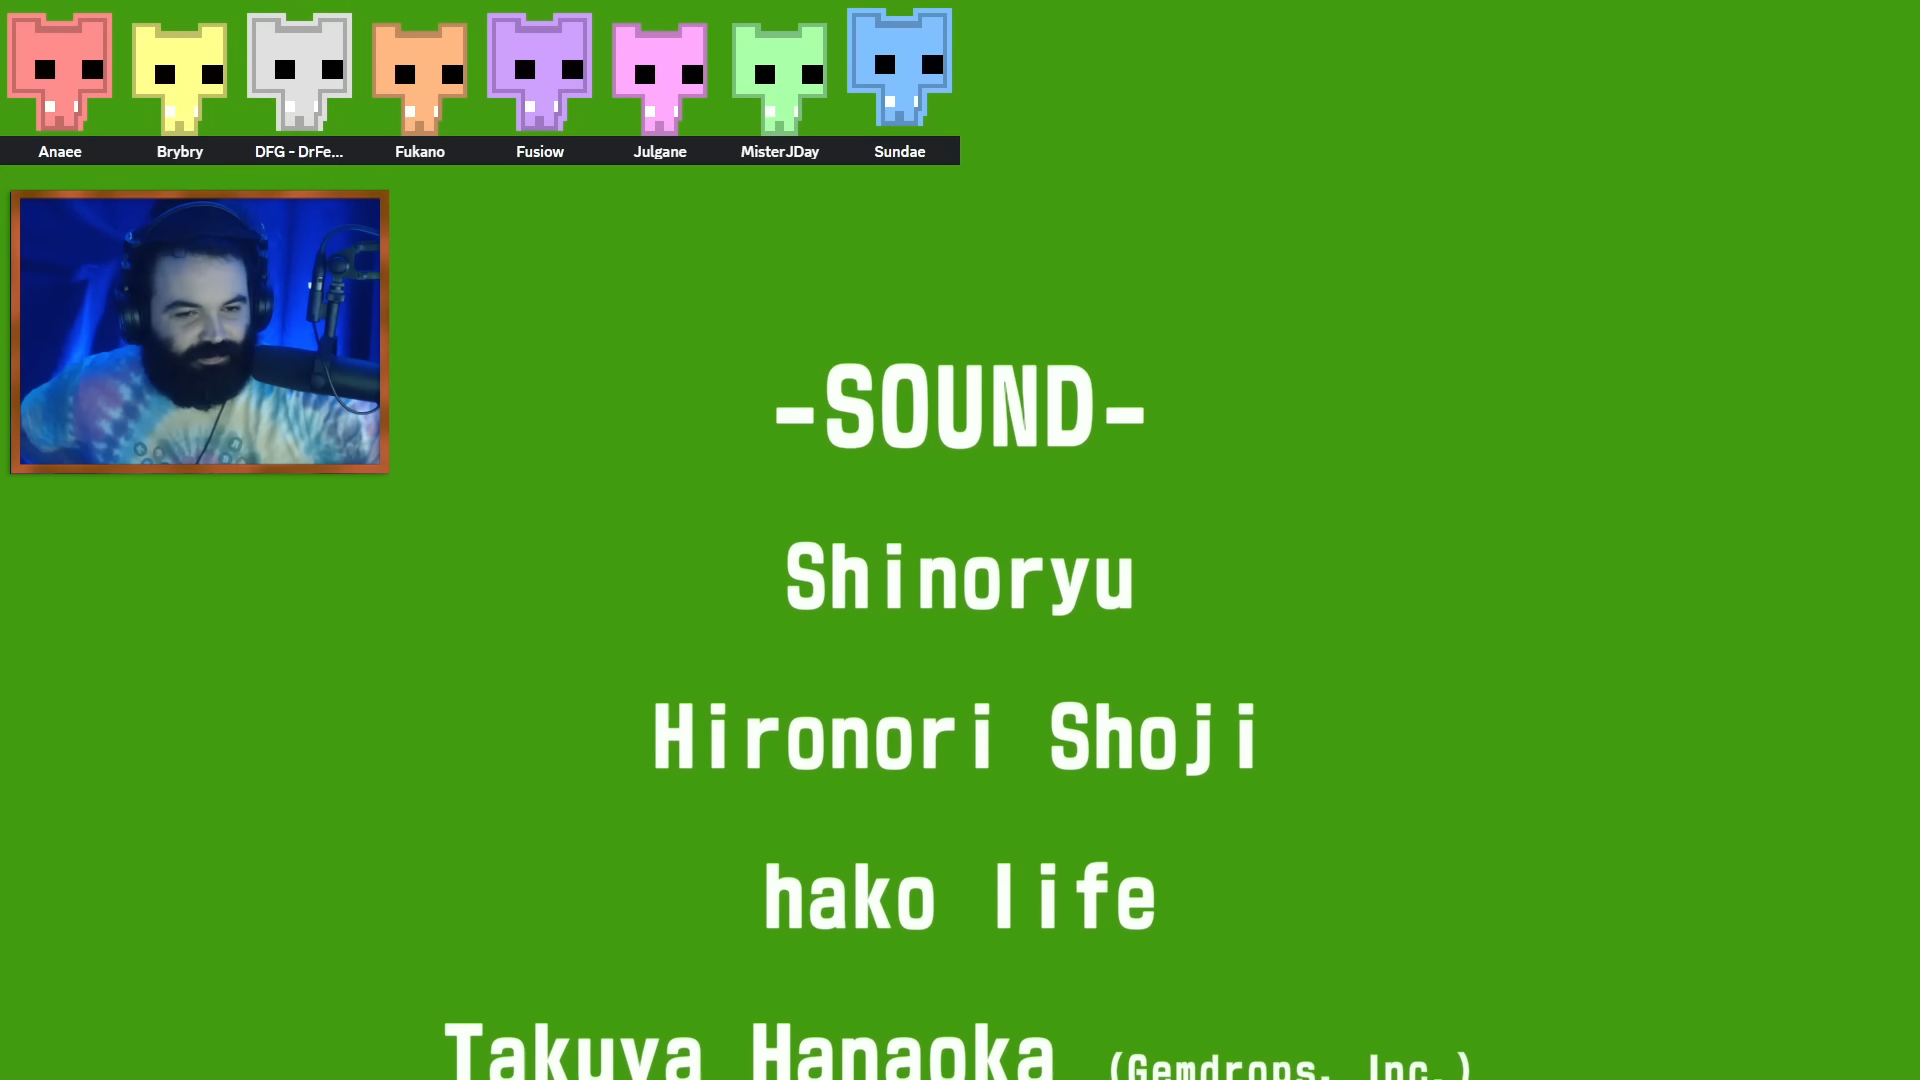 Anaee Brybry DFG - DrFe... Fukano Fusiow Julgane MisterJDay Sundae
-SOUND-
Shinoryu
Hironori Shoji
hako life
Takuya Hanaoka (Gemdrops, Inc.)